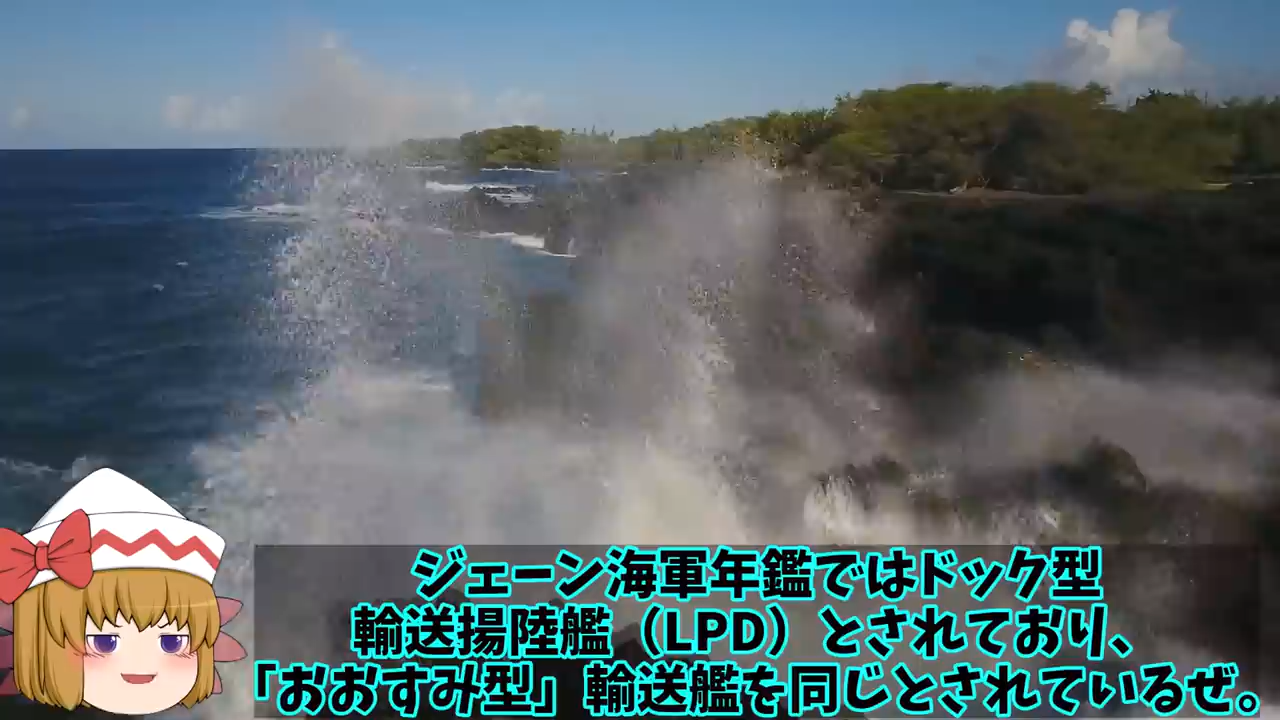 ジェーン海軍年鑑ではドック型
輸送揚陸艦（LPD）とされており、
「おおすみ型」輸送艦を同じとされているぜ。